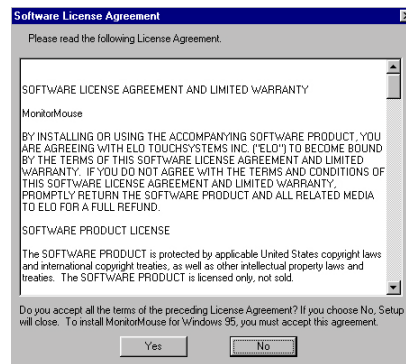 Software License Agreement
Please read the following License Agreement.
SOFTWARE LICENSE AGREEMENT AND LIMITED WARRANTY
MonitorMouse
BY INSTALLING OR USING THE ACCOMPANYING SOFTWARE PRODUCT, YOU
ARE AGREEING WITH ELO TOUCHSYSTEMS INC. ("ELO") TO BECOME BOUND
BY THE TERMS OF THIS SOFTWARE LICENSE AGREEMENT AND LIMITED
WARRANTY. IF YOU DO NOT AGREE WITH THE TERMS AND CONDITIONS OF
THIS SOFTWARE LICENSE AGREEMENT AND LIMITED WARRANTY,
PROMPTLY RETURN THE SOFTWARE PRODUCT AND ALL RELATED MEDIA
TO ELO FOR A FULL REFUND.
SOFTWARE PRODUCT LICENSE
The SOFTWARE PRODUCT is protected by applicable United States copyright laws
and international copyright treaties, as well as other intellectual property laws and
treaties. The SOFTWARE PRODUCT is licensed only, not sold.
Do you accept all the terms of the preceding License Agreement? If you choose No, Setup
will close. To install MonitorMouse for Windows 95, you must accept this agreement.
Yes
No